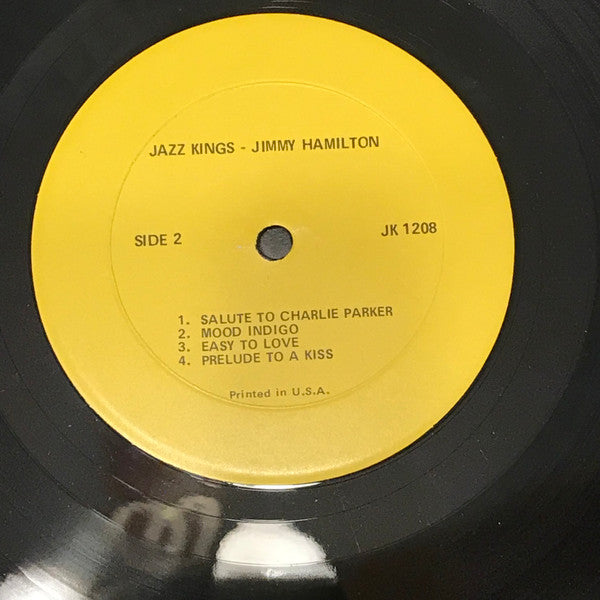 JAZZ KINGS - JIMMY HAMILTON
SIDE 2
JK 1208
1. SALUTE TO CHARLIE PARKER
2. MOOD INDIGO
3. EASY TO LOVE
4. PRELUDE TO A KISS
Printed in U.S.A.